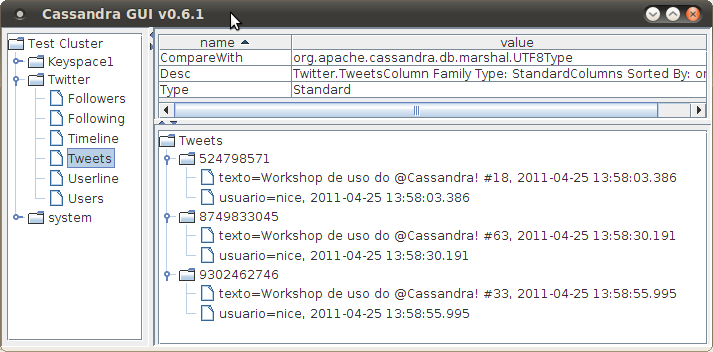 Cassandra GUI v0.6.1
Test Cluster
Keyspace1
Twitter
Followers
Following
Timeline
Tweets
Userline
Users
system
name value
CompareWith org.apache.cassandra.db.marshal.UTF8Type
Desc Twitter.TweetsColumn Family Type: StandardColumns Sorted By: or
Type Standard
Tweets
524798571
texto=Workshop de uso do @Cassandra! #18, 2011-04-25 13:58:03.386
usuario=nice, 2011-04-25 13:58:03.386
8749833045
texto=Workshop de uso do @Cassandra! #63, 2011-04-25 13:58:30.191
usuario=nice, 2011-04-25 13:58:30.191
9302462746
texto=Workshop de uso do @Cassandra! #33, 2011-04-25 13:58:55.995
usuario=nice, 2011-04-25 13:58:55.995